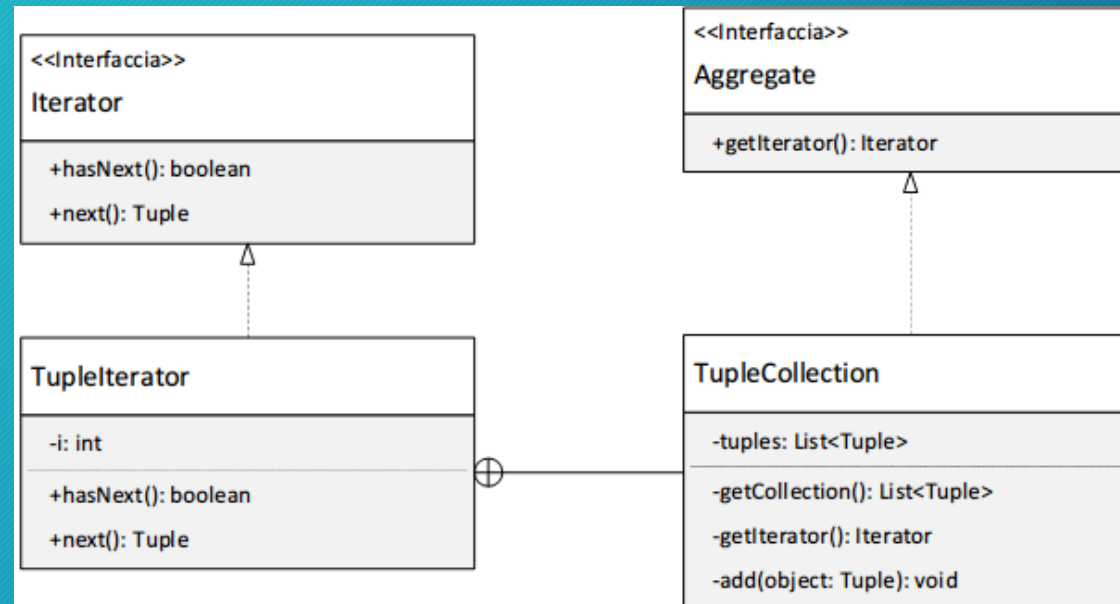 <<Interfaccia>>
Iterator
+hasNext(): boolean
+next(): Tuple
<<Interfaccia>>
Aggregate
+getIterator(): Iterator
TupleIterator
-i: int
+hasNext(): boolean
+next(): Tuple
TupleCollection
-tuples: List<Tuple>
-getCollection(): List<Tuple>
-getIterator(): Iterator
-add(object: Tuple): void